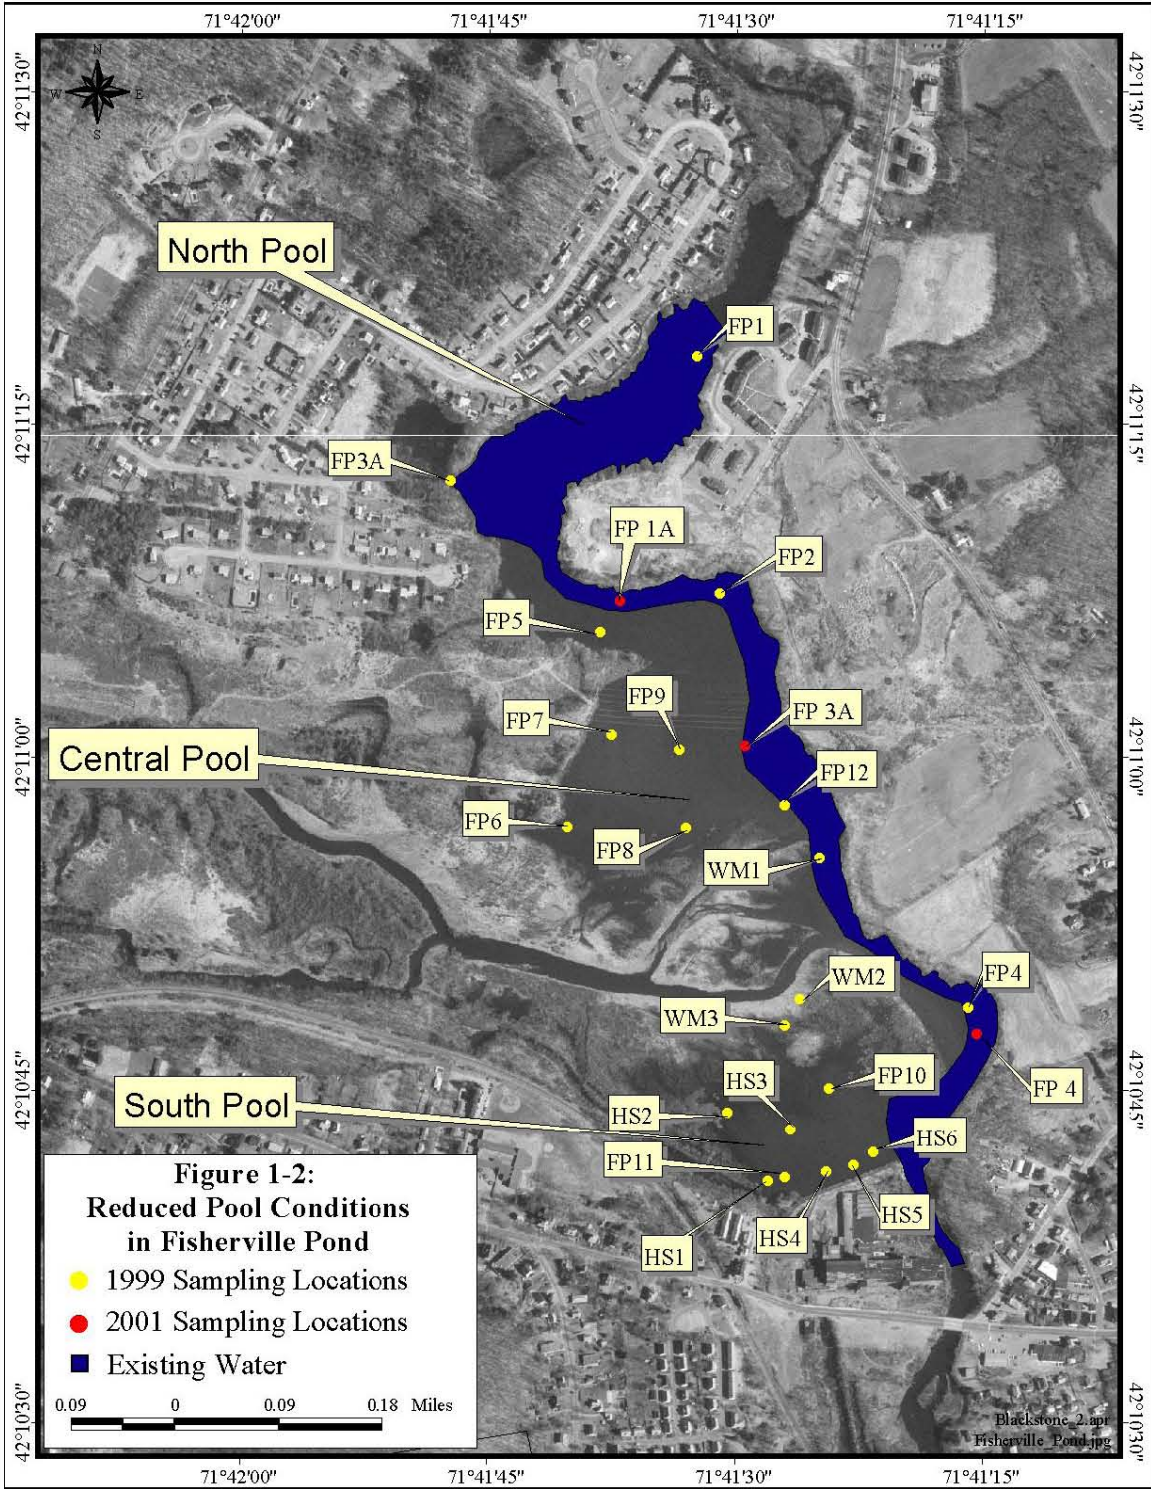 71°42'00"
71°41'45"
71°41'30"
71°41'15"
42°11'30"
42°11'30"
N
W
E
S
North Pool
FP1
42°11'15"
42°11'15"
FP3A
FP 1A
FP2
FP5
FP9
FP 3A
FP7
Central Pool
42°11'00"
42°11'00"
FP12
FP6
FP8
WM1
WM2
FP4
WM3
FP10
FP 4
42°10'45"
42°10'45"
HS3
South Pool
HS2
HS6
FP11
HS5
HS4
HS1
Figure 1-2:
Reduced Pool Conditions
in Fisherville Pond
1999 Sampling Locations
2001 Sampling Locations
Existing Water
0.09 0 0.09 0.18 Miles
42°10'30"
42°10'30"
Blackstone_2.apr
Fisherville_Pond.jpg
71°42'00"
71°41'45"
71°41'30"
71°41'15"